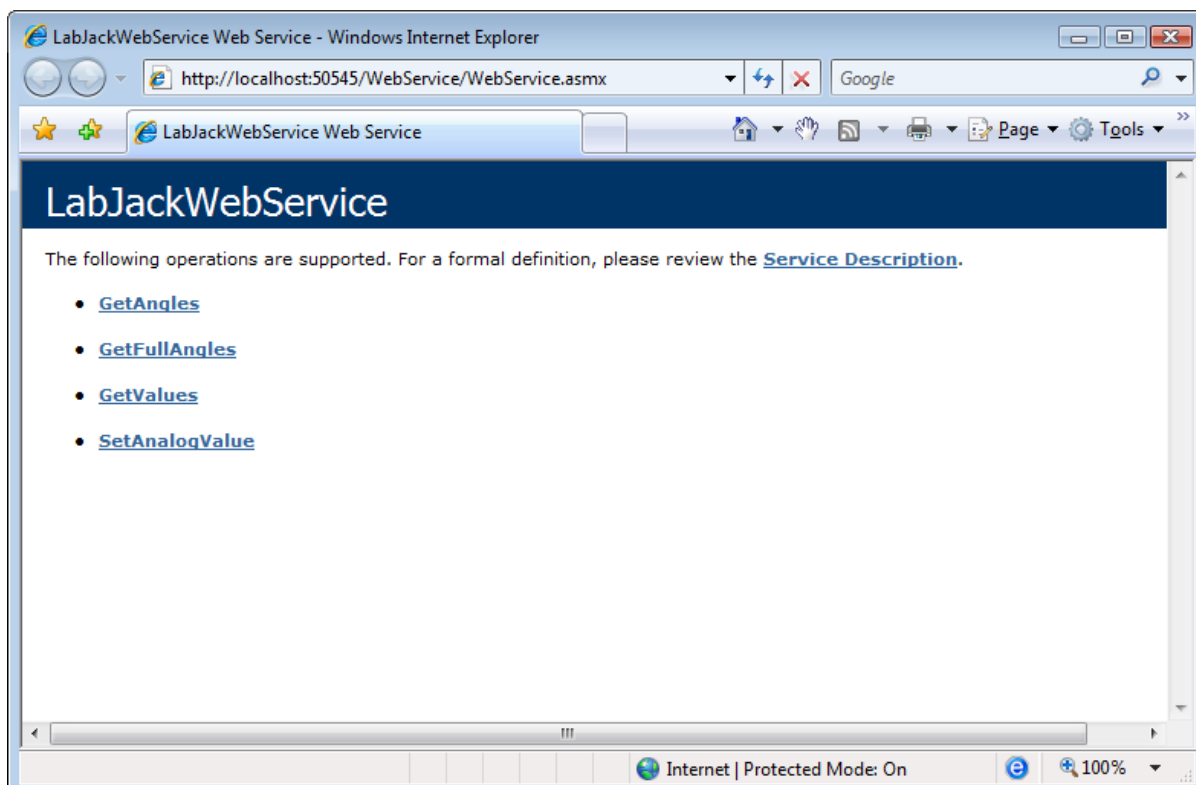 LabJackWebService Web Service - Windows Internet Explorer
http://localhost:50545/WebService/WebService.asmx
Google
LabJackWebService Web Service
Page
Tools
LabJackWebService
The following operations are supported. For a formal definition, please review the Service Description.
GetAngles
GetFullAngles
GetValues
SetAnalogValue
Internet | Protected Mode: On
100%